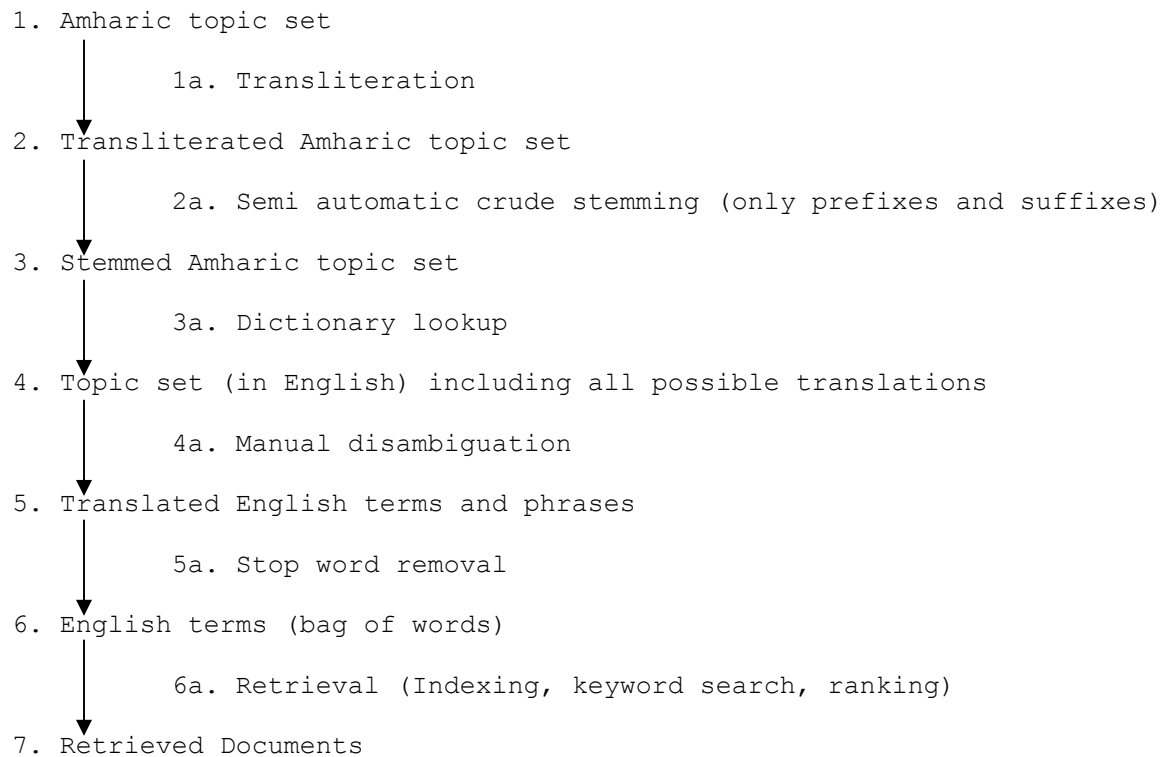 1. Amharic topic set
1a. Transliteration
2. Transliterated Amharic topic set
2a. Semi automatic crude stemming (only prefixes and suffixes)
3. Stemmed Amharic topic set
3a. Dictionary lookup
4. Topic set (in English) including all possible translations
4a. Manual disambiguation
5. Translated English terms and phrases
5a. Stop word removal
6. English terms (bag of words)
6a. Retrieval (Indexing, keyword search, ranking)
7. Retrieved Documents